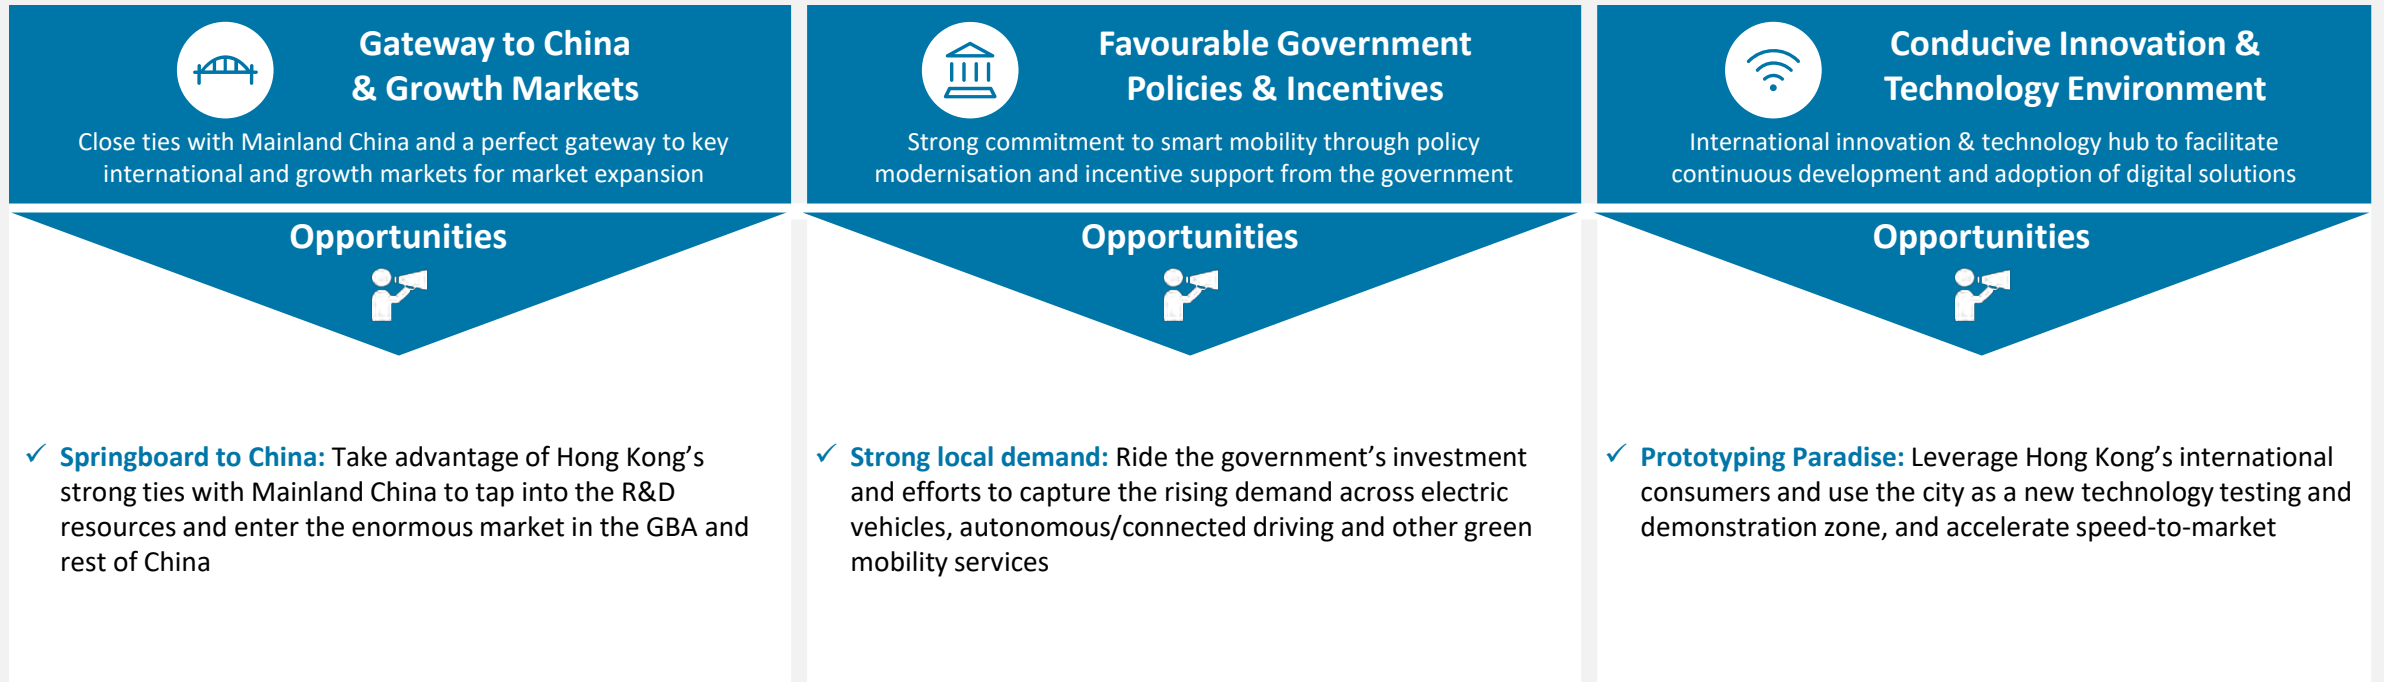 Gateway to China
& Growth Markets
Close ties with Mainland China and a perfect gateway to key
international and growth markets for market expansion
Opportunities
✓ Springboard to China: Take advantage of Hong Kong’s
strong ties with Mainland China to tap into the R&D
resources and enter the enormous market in the GBA and
rest of China
Favourable Government
Policies & Incentives
Strong commitment to smart mobility through policy
modernisation and incentive support from the government
Opportunities
✓ Strong local demand: Ride the government’s investment
and efforts to capture the rising demand across electric
vehicles, autonomous/connected driving and other green
mobility services
Conducive Innovation &
Technology Environment
International innovation & technology hub to facilitate
continuous development and adoption of digital solutions
Opportunities
✓ Prototyping Paradise: Leverage Hong Kong’s international
consumers and use the city as a new technology testing and
demonstration zone, and accelerate speed-to-market